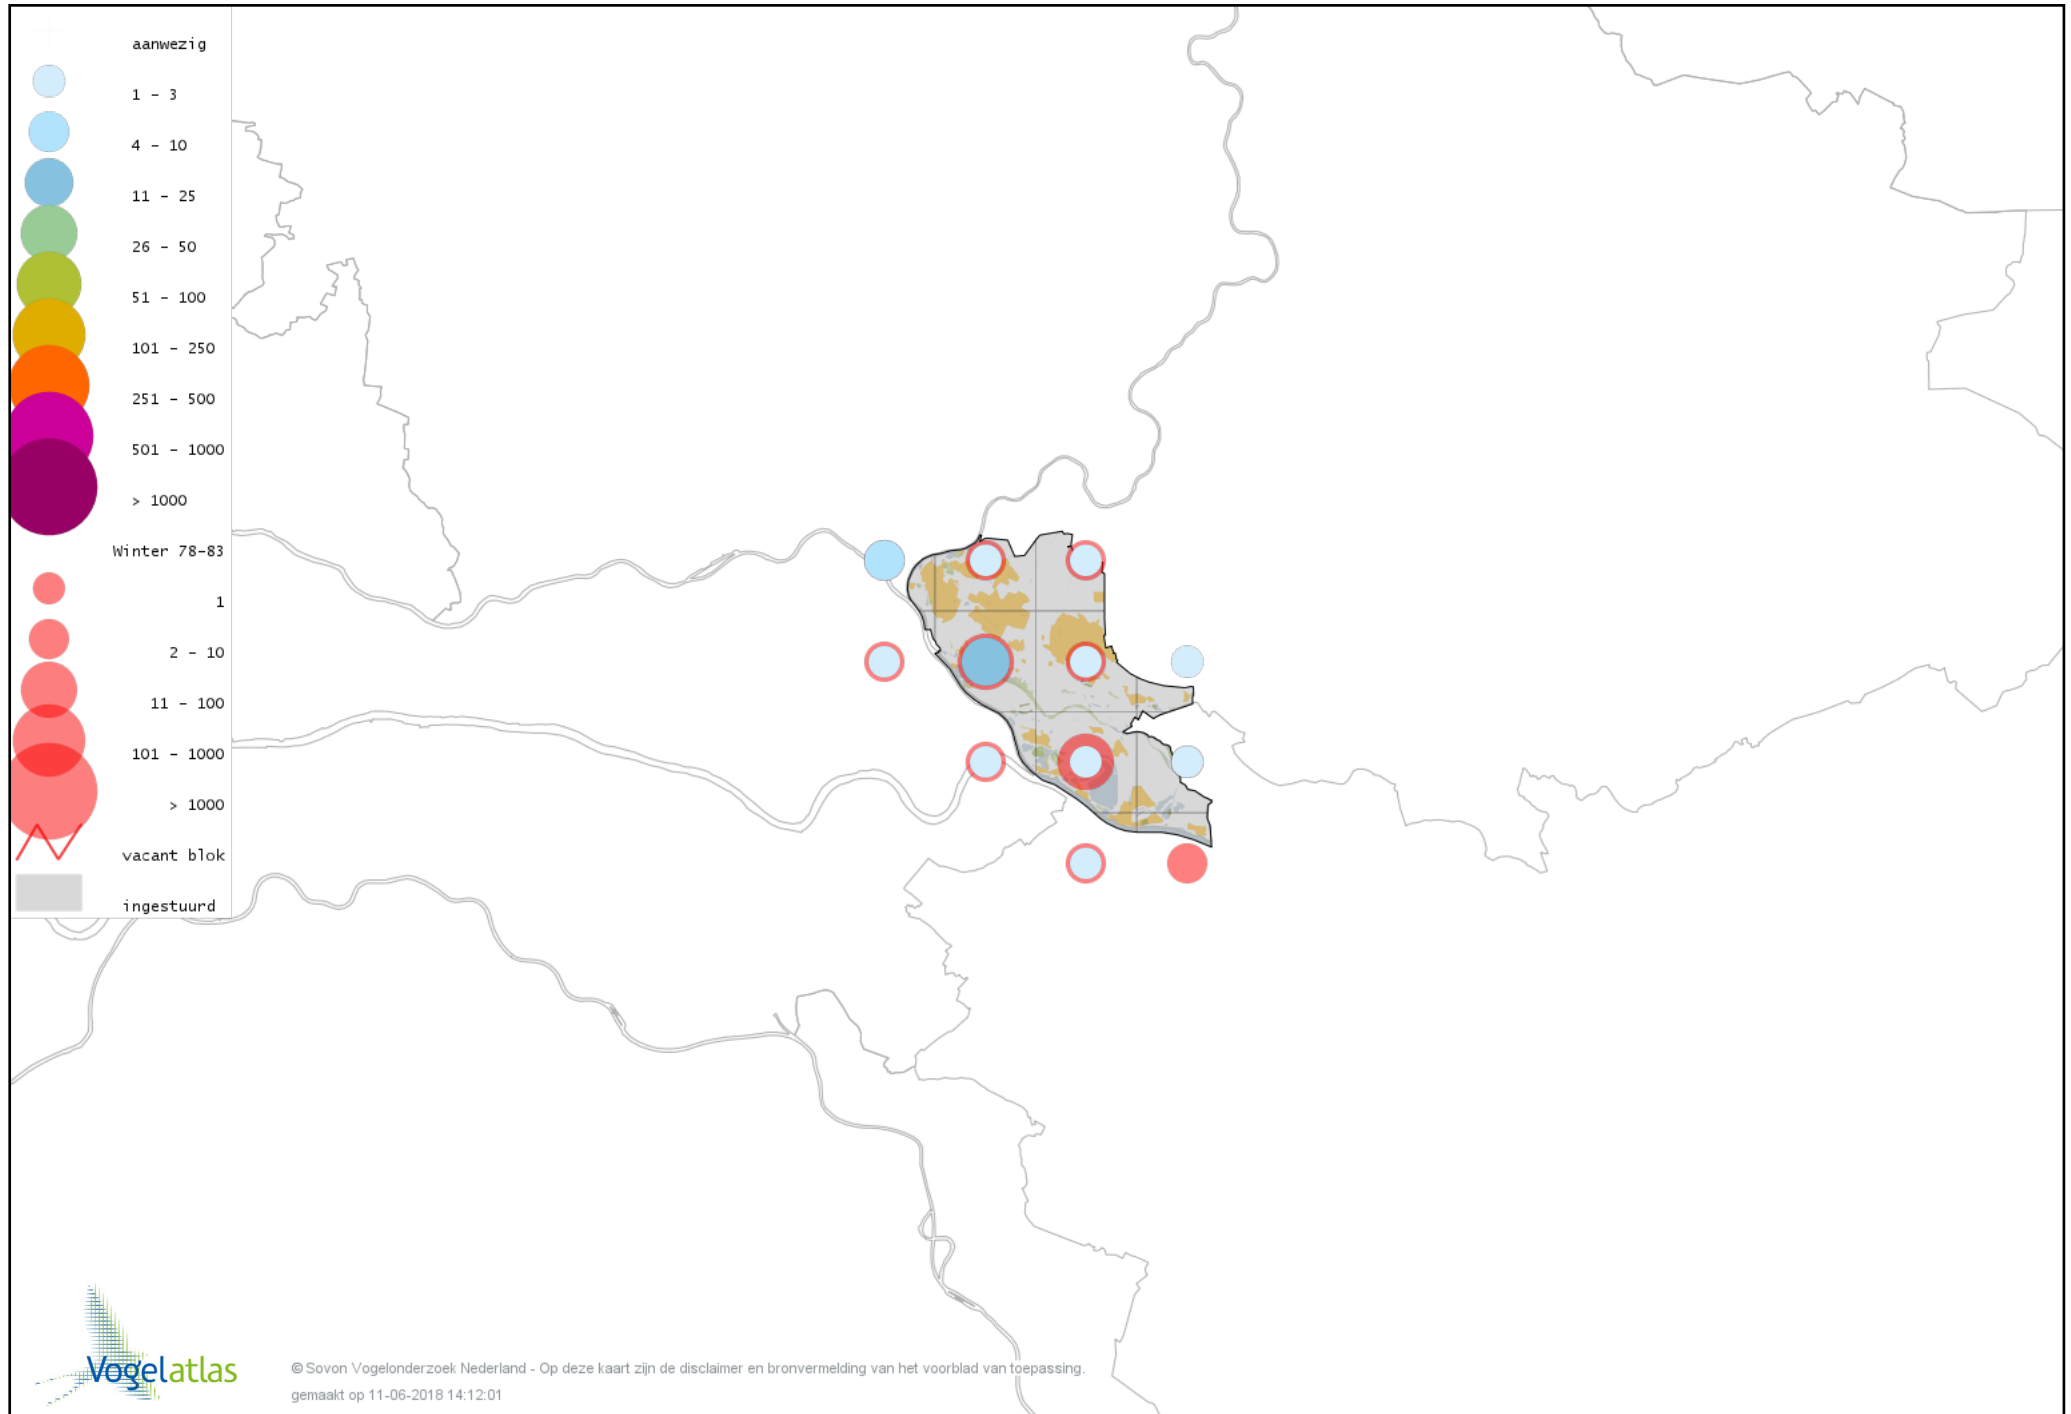 aanwezig
1 - 3
4 - 10
11 - 25
26 - 50
51 - 100
101 - 250
251 - 500
501 - 1000
> 1000
Winter 78-83
1
2 - 10
11 - 100
101 - 1000
> 1000
vacant blok
ingestuurd
Vogelatlas
© Sovon Vogelonderzoek Nederland - Op deze kaart zijn de disclaimer en bronvermelding van het voorblad van toepassing.
gemaakt op 11-06-2018 14:12:01